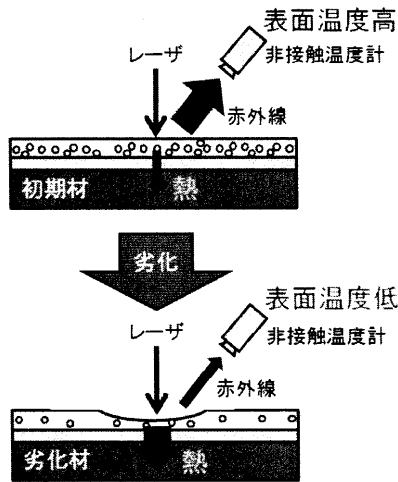 表面温度高
非接触温度計
レーザ
赤外線
初期材
熱
劣化
表面温度低
非接触温度計
レーザ
赤外線
劣化材
熱